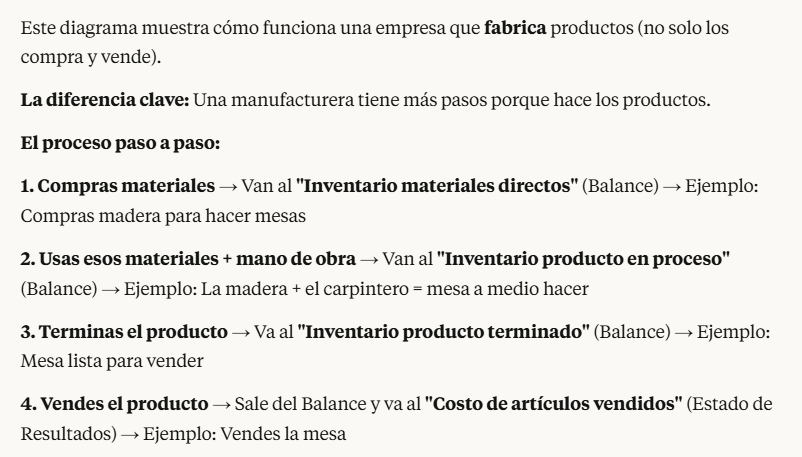 Este diagrama muestra cómo funciona una empresa que fabrica productos (no solo los
compra y vende).
La diferencia clave: Una manufacturera tiene más pasos porque hace los productos.
El proceso paso a paso:
1. Compras materiales → Van al "Inventario materiales directos" (Balance) → Ejemplo:
Compras madera para hacer mesas
2. Usas esos materiales + mano de obra → Van al "Inventario producto en proceso"
(Balance) → Ejemplo: La madera + el carpintero = mesa a medio hacer
3. Terminas el producto → Va al "Inventario producto terminado" (Balance) → Ejemplo:
Mesa lista para vender
4. Vendes el producto → Sale del Balance y va al "Costo de artículos vendidos" (Estado de
Resultados) → Ejemplo: Vendes la mesa